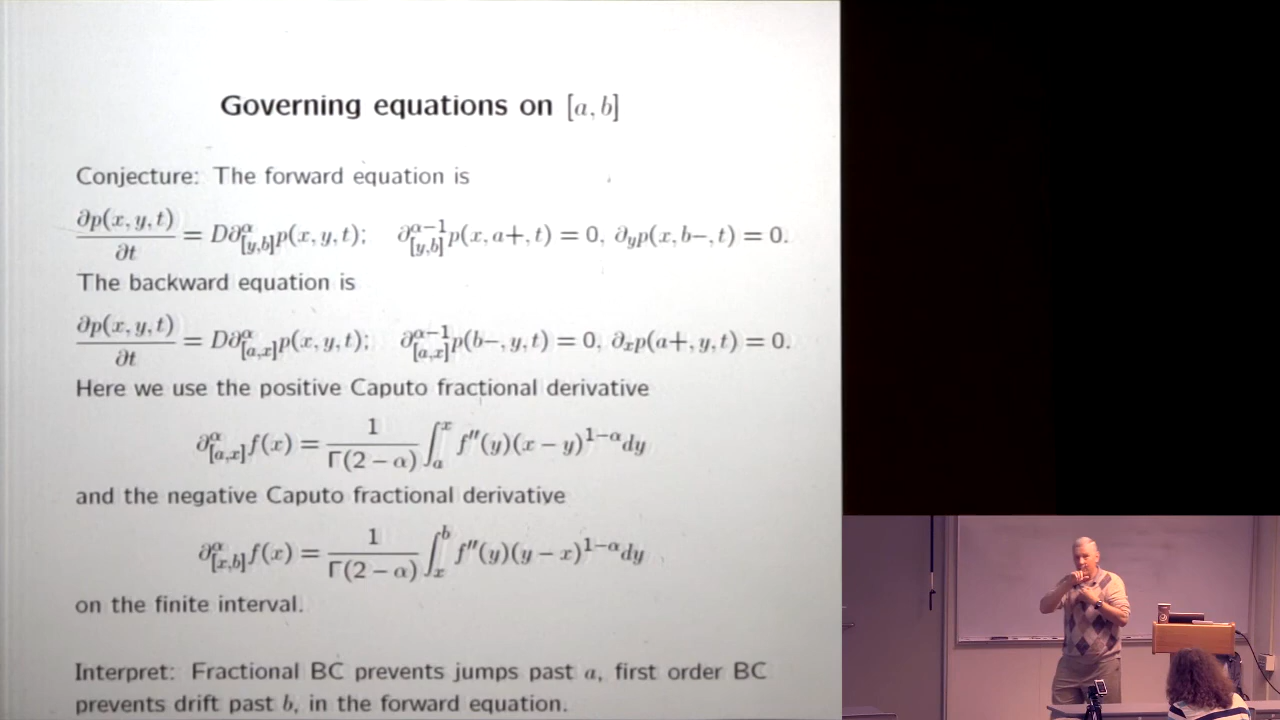 Governing equations on [a, b]
Conjecture: The forward equation is
∂p(x, y, t)/∂t = D∂^α_[y,b] p(x, y, t); ∂^{α−1}_[y,b] p(x, a+, t) = 0, ∂_y p(x, b−, t) = 0.
The backward equation is
∂p(x, y, t)/∂t = D∂^α_[a,x] p(x, y, t); ∂^{α−1}_[a,x] p(b−, y, t) = 0, ∂_x p(a+, y, t) = 0.
Here we use the positive Caputo fractional derivative
∂^α_[a,x] f(x) = 1/Γ(2 − α) ∫_a^x f″(y)(x − y)^{1−α} dy
and the negative Caputo fractional derivative
∂^α_[x,b] f(x) = 1/Γ(2 − α) ∫_x^b f″(y)(y − x)^{1−α} dy
on the finite interval.
Interpret: Fractional BC prevents jumps past a, first order BC
prevents drift past b, in the forward equation.